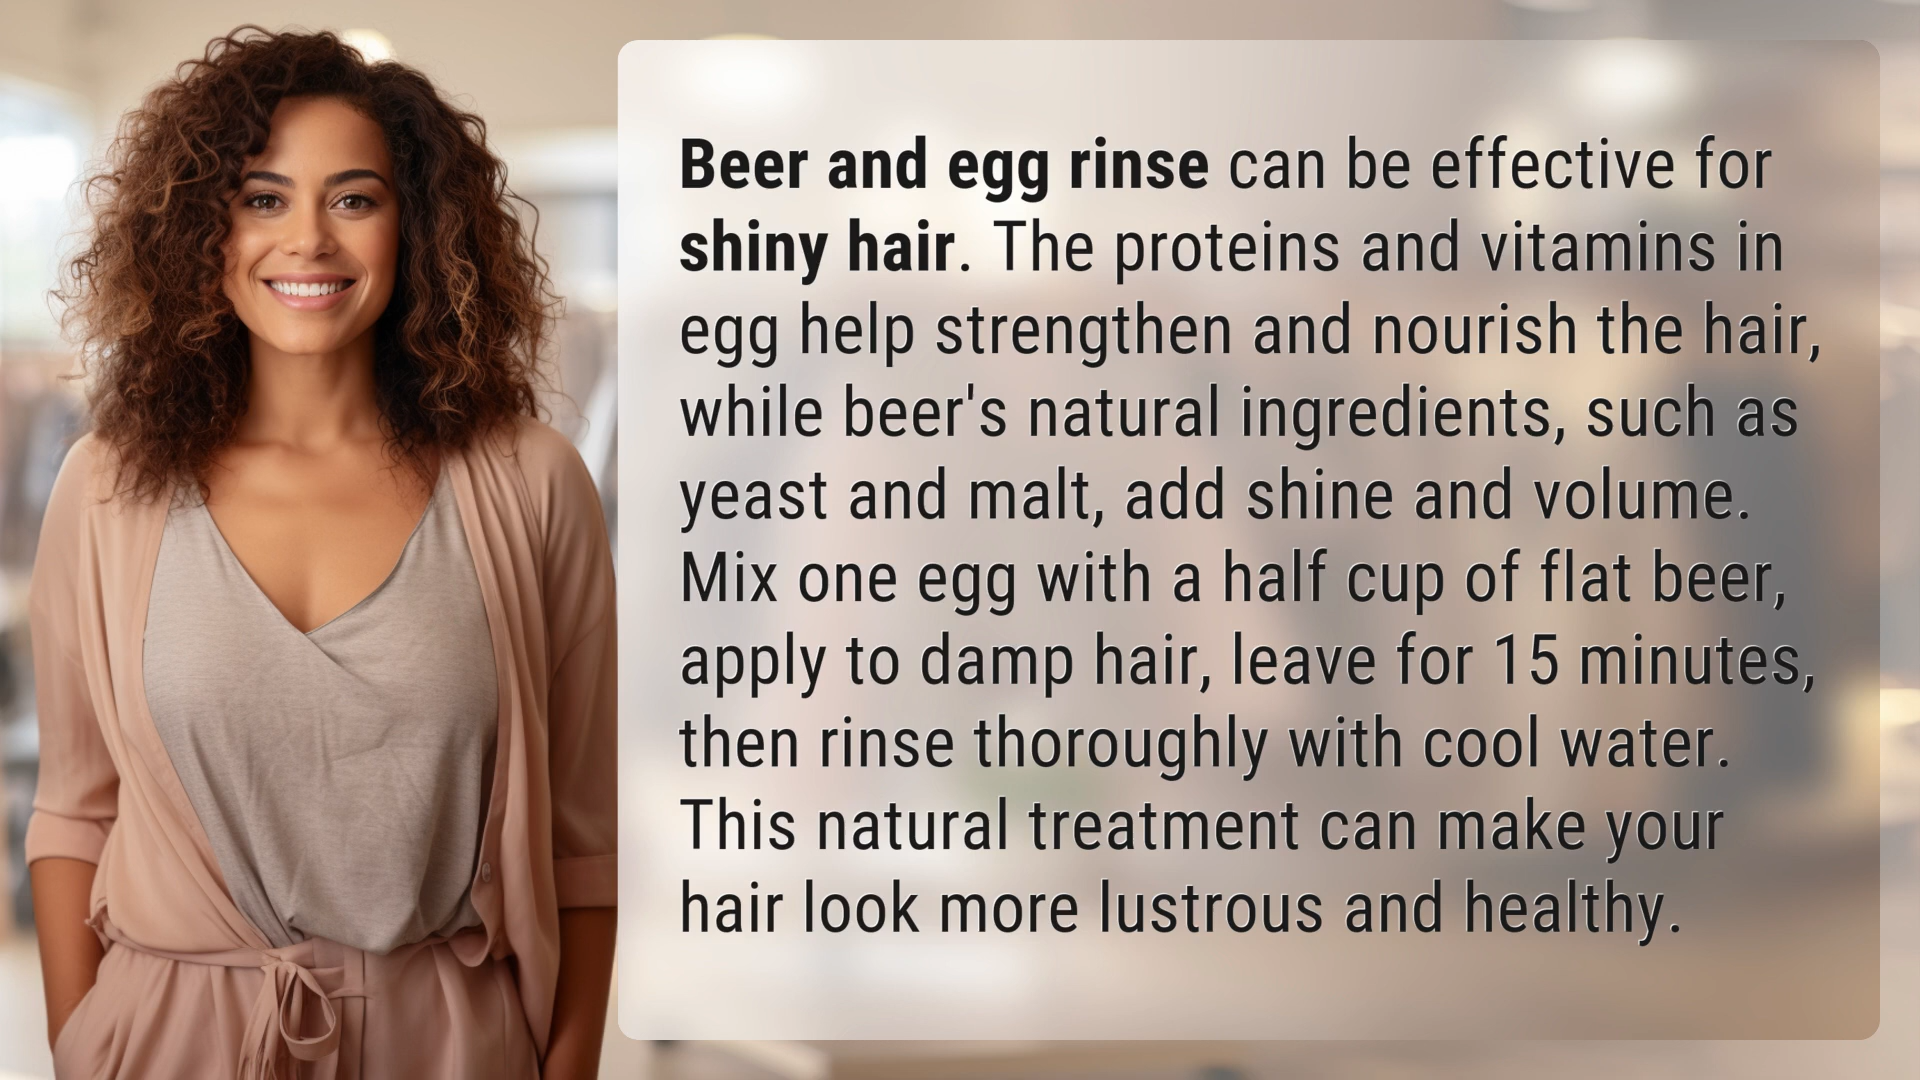 Beer and egg rinse can be effective for
shiny hair. The proteins and vitamins in
egg help strengthen and nourish the hair,
while beer's natural ingredients, such as
yeast and malt, add shine and volume.
Mix one egg with a half cup of flat beer,
apply to damp hair, leave for 15 minutes,
then rinse thoroughly with cool water.
This natural treatment can make your
hair look more lustrous and healthy.